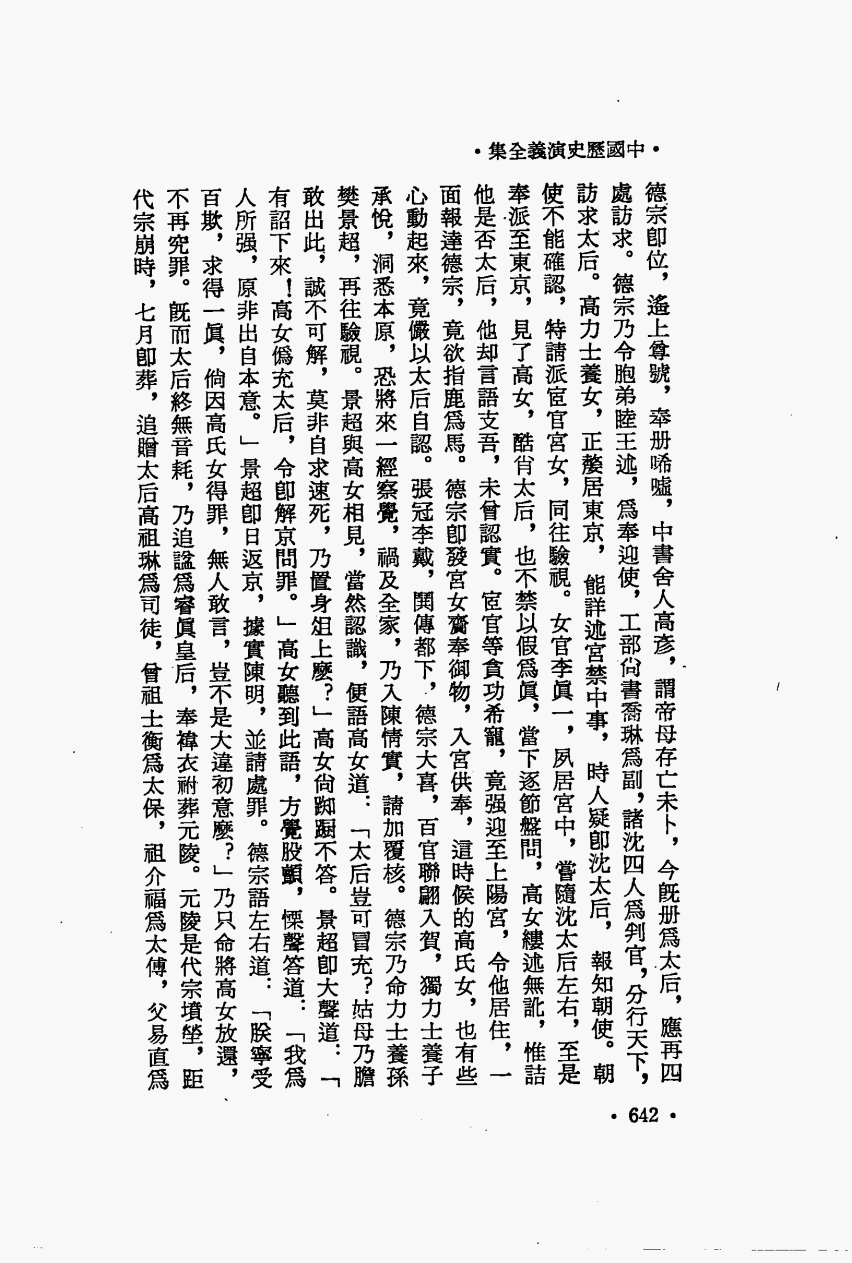 •中國歷史演義全集•
德宗卽位，遙上尊號，奉册唏噓，中書舍人高彥，謂帝母存亡未卜，今旣册爲太后，應再四
處訪求。德宗乃令胞弟睦王述，爲奉迎使，工部尙書喬琳爲副，諸沈四人爲判官，分行天下，
訪求太后。高力士養女，正嫠居東京，能詳述宮禁中事，時人疑卽沈太后，報知朝使。朝
使不能確認，特請派宦官宮女，同往驗視。女官李眞一，夙居宮中，嘗隨沈太后左右，至是
奉派至東京，見了高女，酷肖太后，也不禁以假爲眞，當下逐節盤問，高女縷述無訛，惟詰
他是否太后，他却言語支吾，未曾認實。宦官等貪功希寵，竟强迎至上陽宮，令他居住，一
面報達德宗，竟欲指鹿爲馬。德宗卽發宮女齎奉御物，入宮供奉，這時候的高氏女，也有些
心動起來，竟儼以太后自認。張冠李戴，鬨傳都下，德宗大喜，百官聯翩入賀，獨力士養子
承悅，洞悉本原，恐將來一經察覺，禍及全家，乃入陳情實，請加覆核。德宗乃命力士養孫
樊景超，再往驗視。景超與高女相見，當然認識，便語高女道：「太后豈可冒充？姑母乃膽
敢出此，誠不可解，莫非自求速死，乃置身俎上麼？」高女尙踟躕不答。景超卽大聲道：「
有詔下來！高女僞充太后，令卽解京問罪。」高女聽到此語，方覺股顫，慄聲答道：「我爲
人所强，原非出自本意。」景超卽日返京，據實陳明，並請處罪。德宗語左右道：「朕寧受
百欺，求得一眞，倘因高氏女得罪，無人敢言，豈不是大違初意麼？」乃只命將高女放還，
不再究罪。旣而太后終無音耗，乃追諡爲睿眞皇后，奉褘衣祔葬元陵。元陵是代宗墳塋，距
代宗崩時，七月卽葬，追贈太后高祖琳爲司徒，曾祖士衡爲太保，祖介福爲太傅，父易直爲
•642•